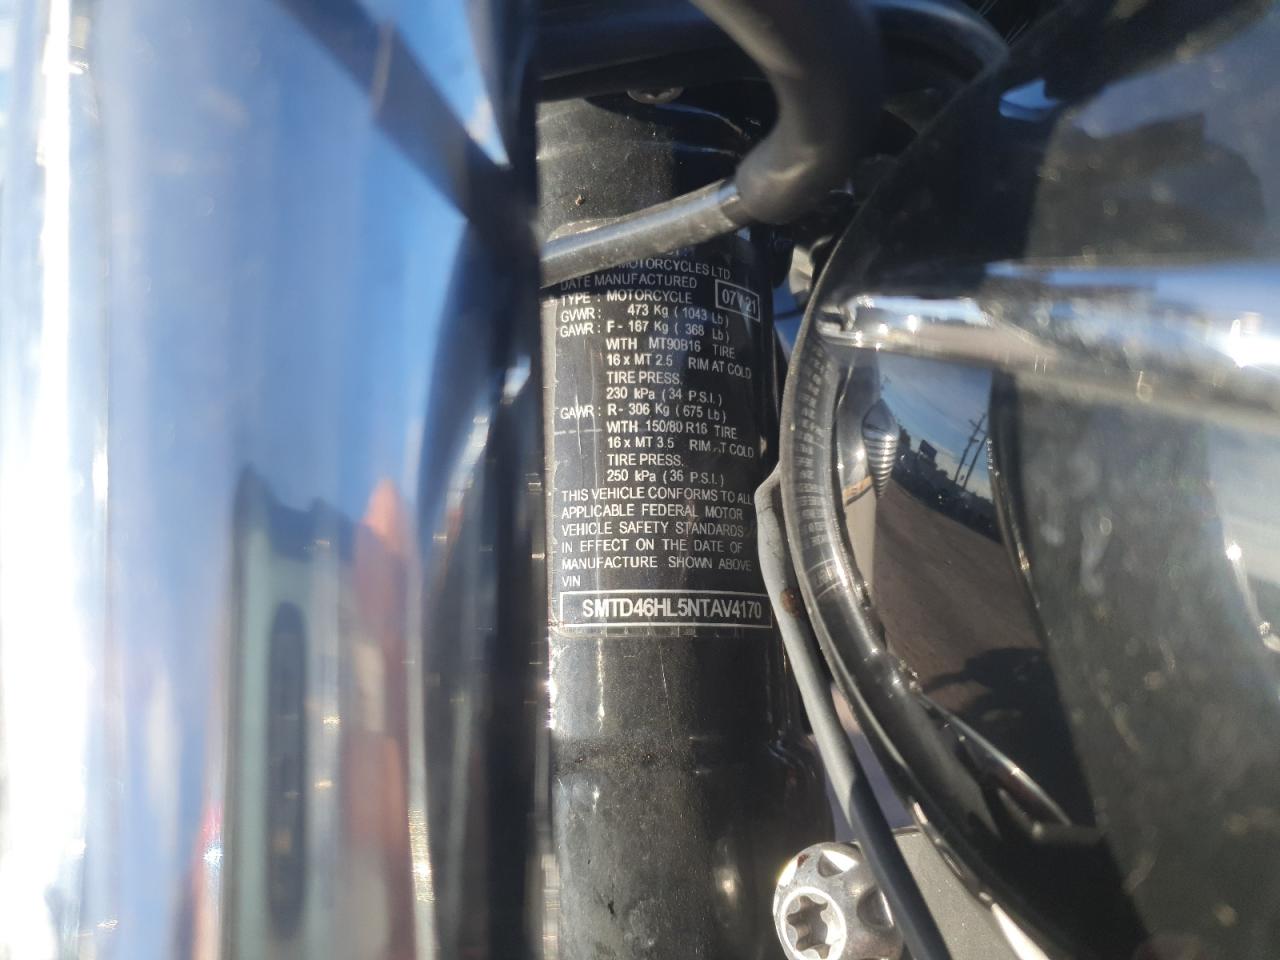 MOTORCYCLES LTD
DATE MANUFACTURED
TYPE : MOTORCYCLE
GVWR : 473 Kg ( 1043 Lb )
GAWR : F - 167 Kg ( 368 Lb )
WITH MT90B16 TIRE
16 x MT 2.5 RIM AT COLD
TIRE PRESS.
230 kPa ( 34 P.S.I. )
GAWR : R - 306 Kg ( 675 Lb )
WITH 150/80 R16 TIRE
16 x MT 3.5 RIM AT COLD
TIRE PRESS.
250 kPa ( 36 P.S.I. )
THIS VEHICLE CONFORMS TO ALL
APPLICABLE FEDERAL MOTOR
VEHICLE SAFETY STANDARDS
IN EFFECT ON THE DATE OF
MANUFACTURE SHOWN ABOVE
VIN
SMTD46HL5NTAV4170